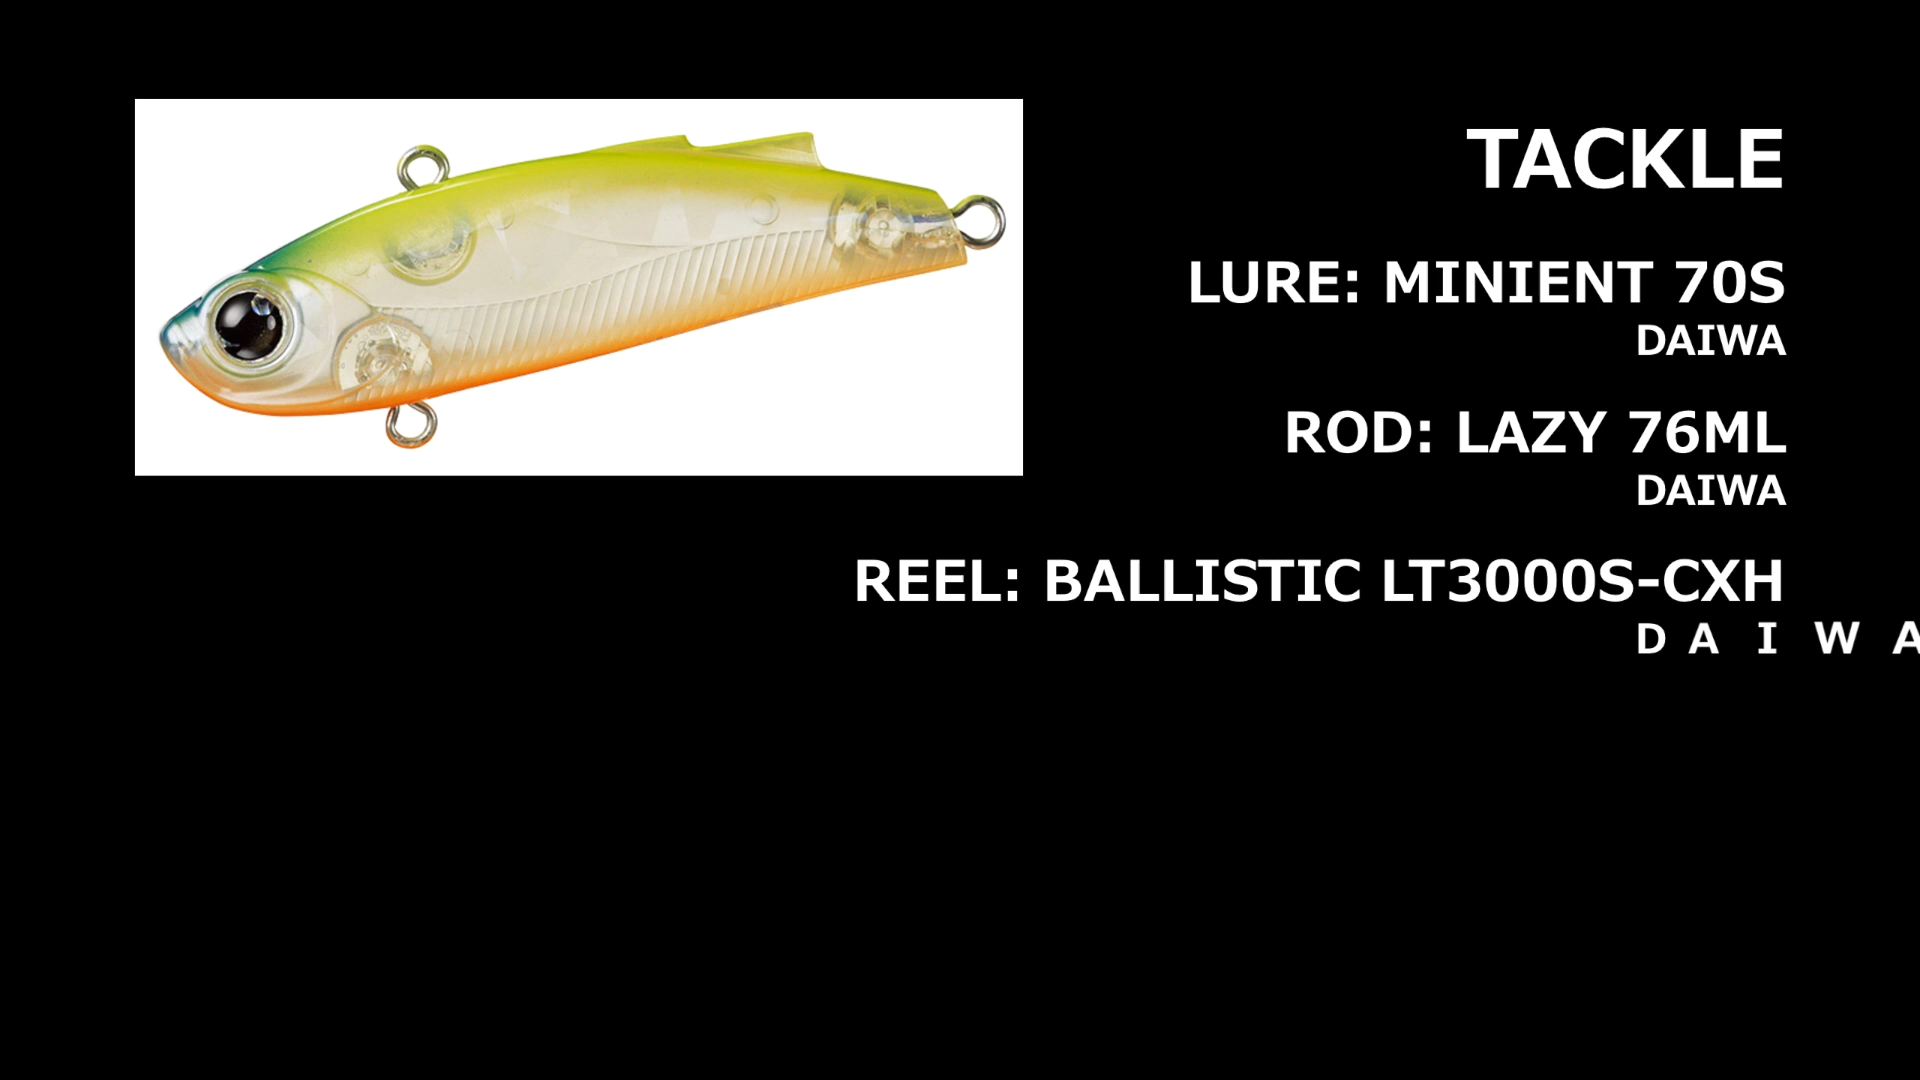 TACKLE
LURE: MINIENT 70S
DAIWA
ROD: LAZY 76ML
DAIWA
REEL: BALLISTIC LT3000S-CXH
D A I W A